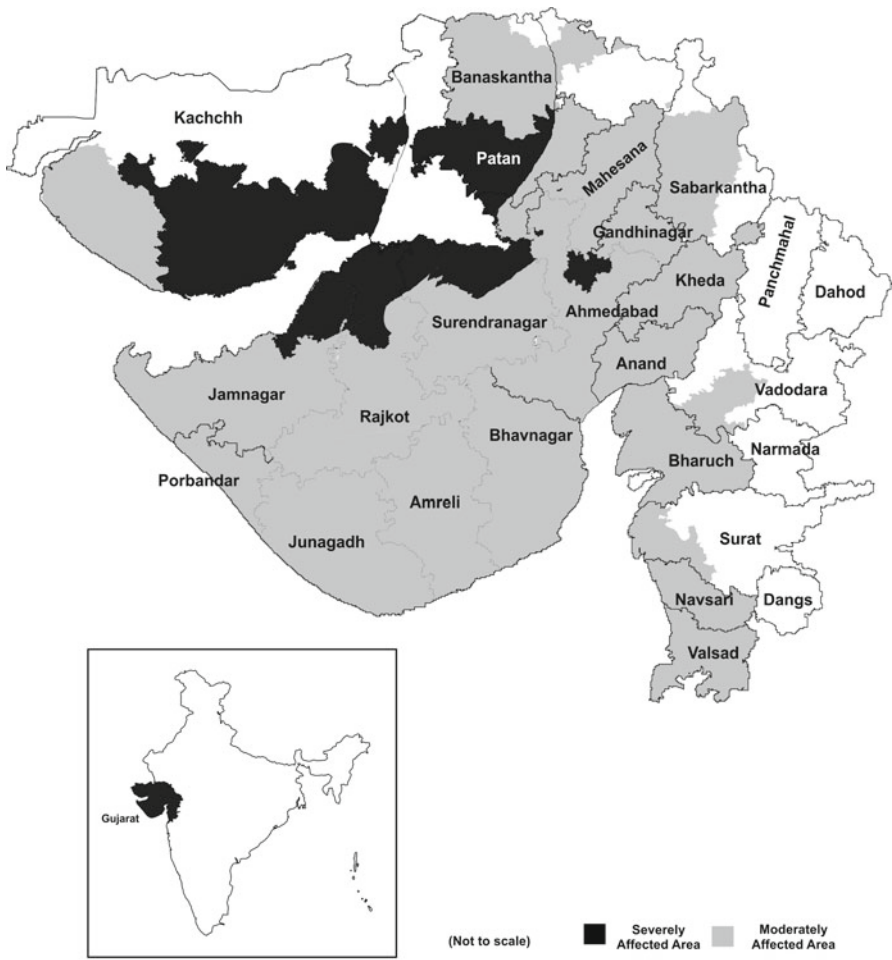 Banaskantha
Kachchh
Patan
Mahesana
Sabarkantha
Gandhinagar
Panchmahal
Kheda
Dahod
Surendranagar
Ahmedabad
Anand
Jamnagar
Vadodara
Rajkot
Bhavnagar
Narmada
Bharuch
Porbandar
Amreli
Junagadh
Surat
Navsari
Dangs
Valsad
Gujarat
(Not to scale)
Severely
Affected Area
Moderately
Affected Area